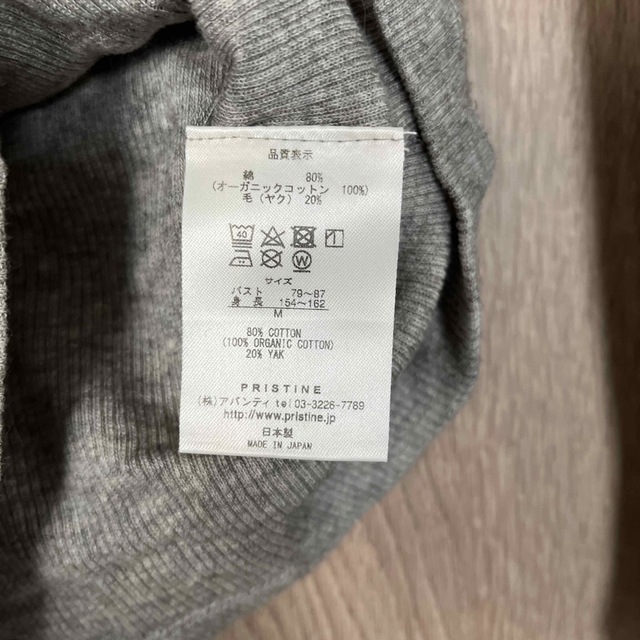 品質表示
綿 80%
(オーガニックコットン 100%)
毛(ヤク) 20%
40
W
サイズ
バスト 79～87
身長 154～162
M
80% COTTON
(100% ORGANIC COTTON)
20% YAK
PRISTINE
(株)アバンティ tel03-3226-7789
http://www.pristine.jp
日本製
MADE IN JAPAN